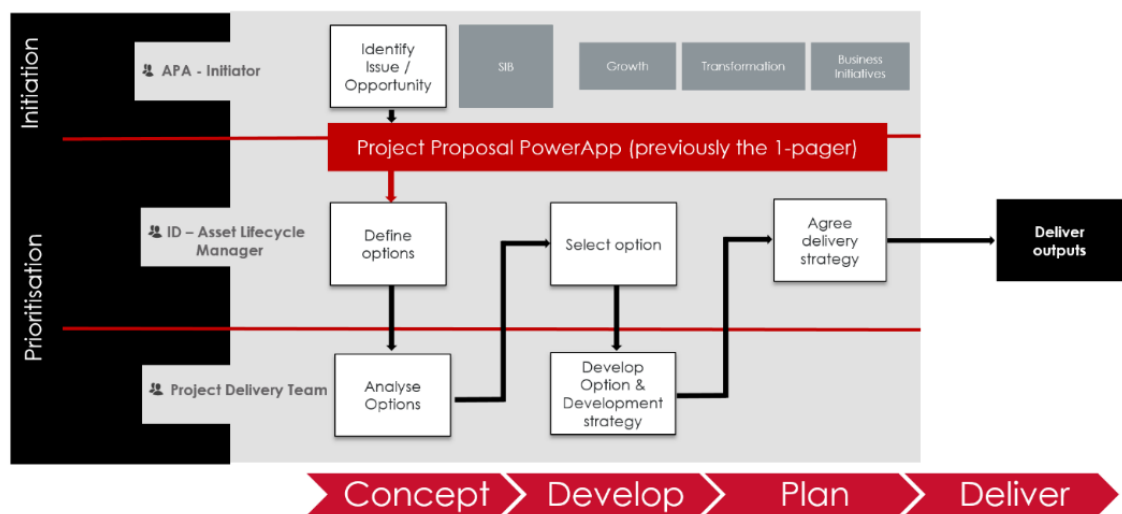 Initiation
APA - Initiator
Identify
Issue /
Opportunity
SIB
Growth
Transformation
Business
Initiatives
Project Proposal PowerApp (previously the 1-pager)
Prioritisation
ID – Asset Lifecycle
Manager
Define
options
Select option
Agree
delivery
strategy
Deliver
outputs
Project Delivery Team
Analyse
Options
Develop
Option &
Development
strategy
Concept
Develop
Plan
Deliver